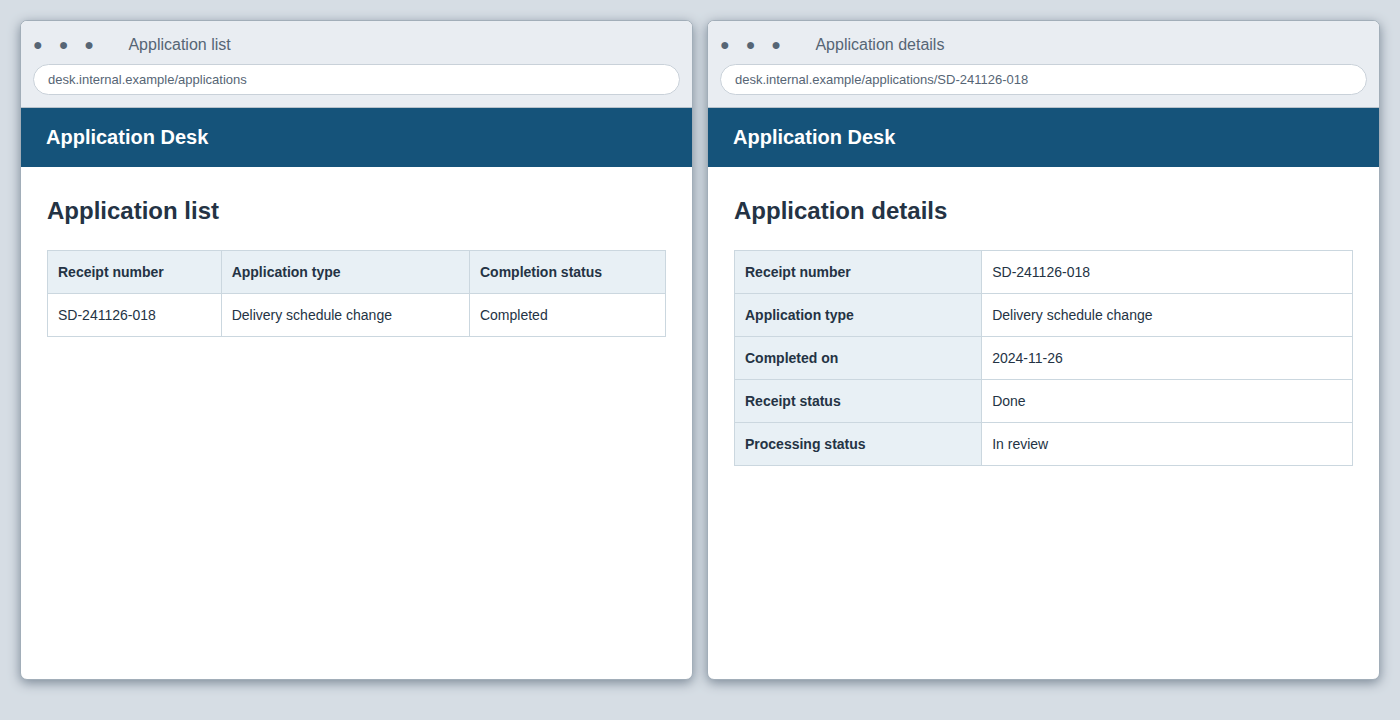 Application list
desk.internal.example/applications
Application Desk
Application list
Receipt number Application type Completion status
SD-241126-018 Delivery schedule change Completed
Application details
desk.internal.example/applications/SD-241126-018
Application Desk
Application details
Receipt number SD-241126-018
Application type Delivery schedule change
Completed on 2024-11-26
Receipt status Done
Processing status In review